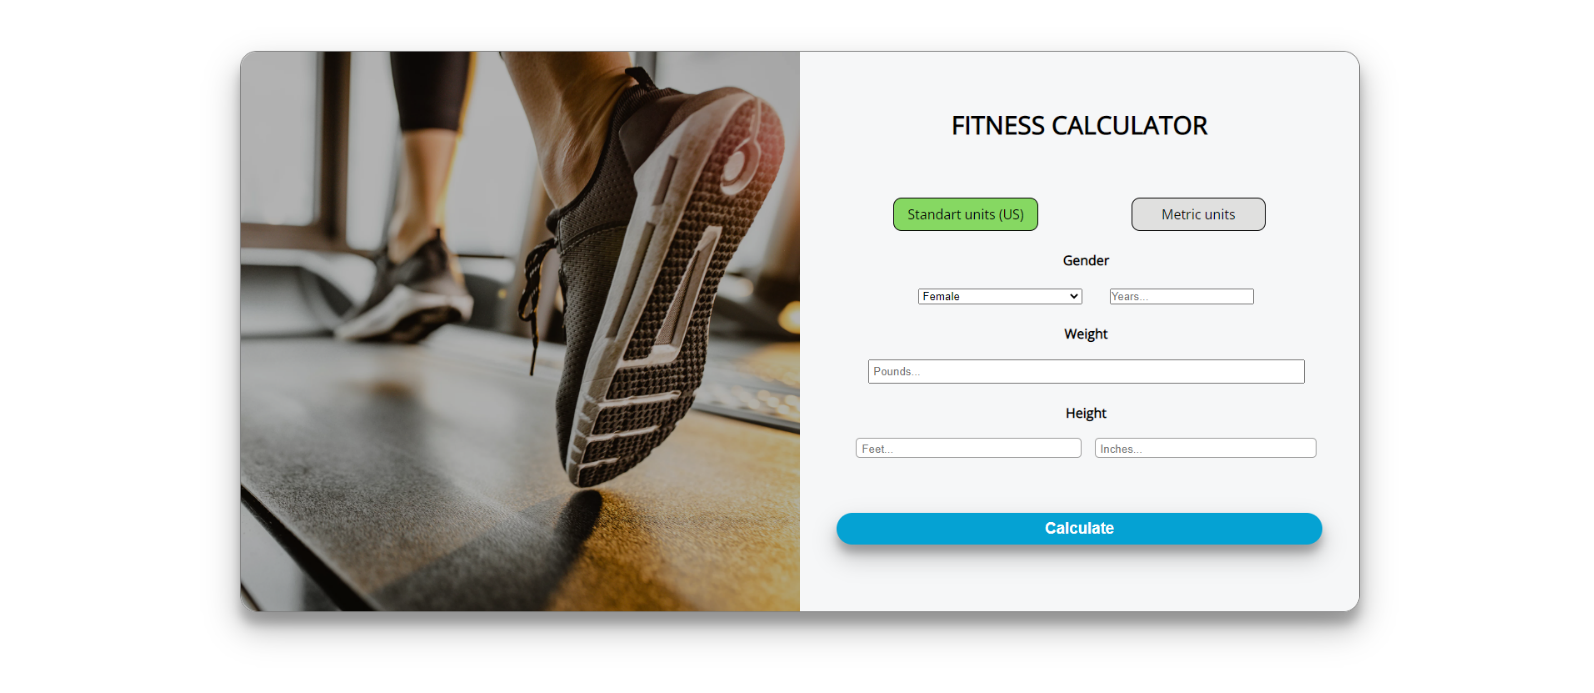 FITNESS CALCULATOR
Standart units (US) Metric units
Gender
Female Years...
Weight
Pounds...
Height
Feet... Inches...
Calculate